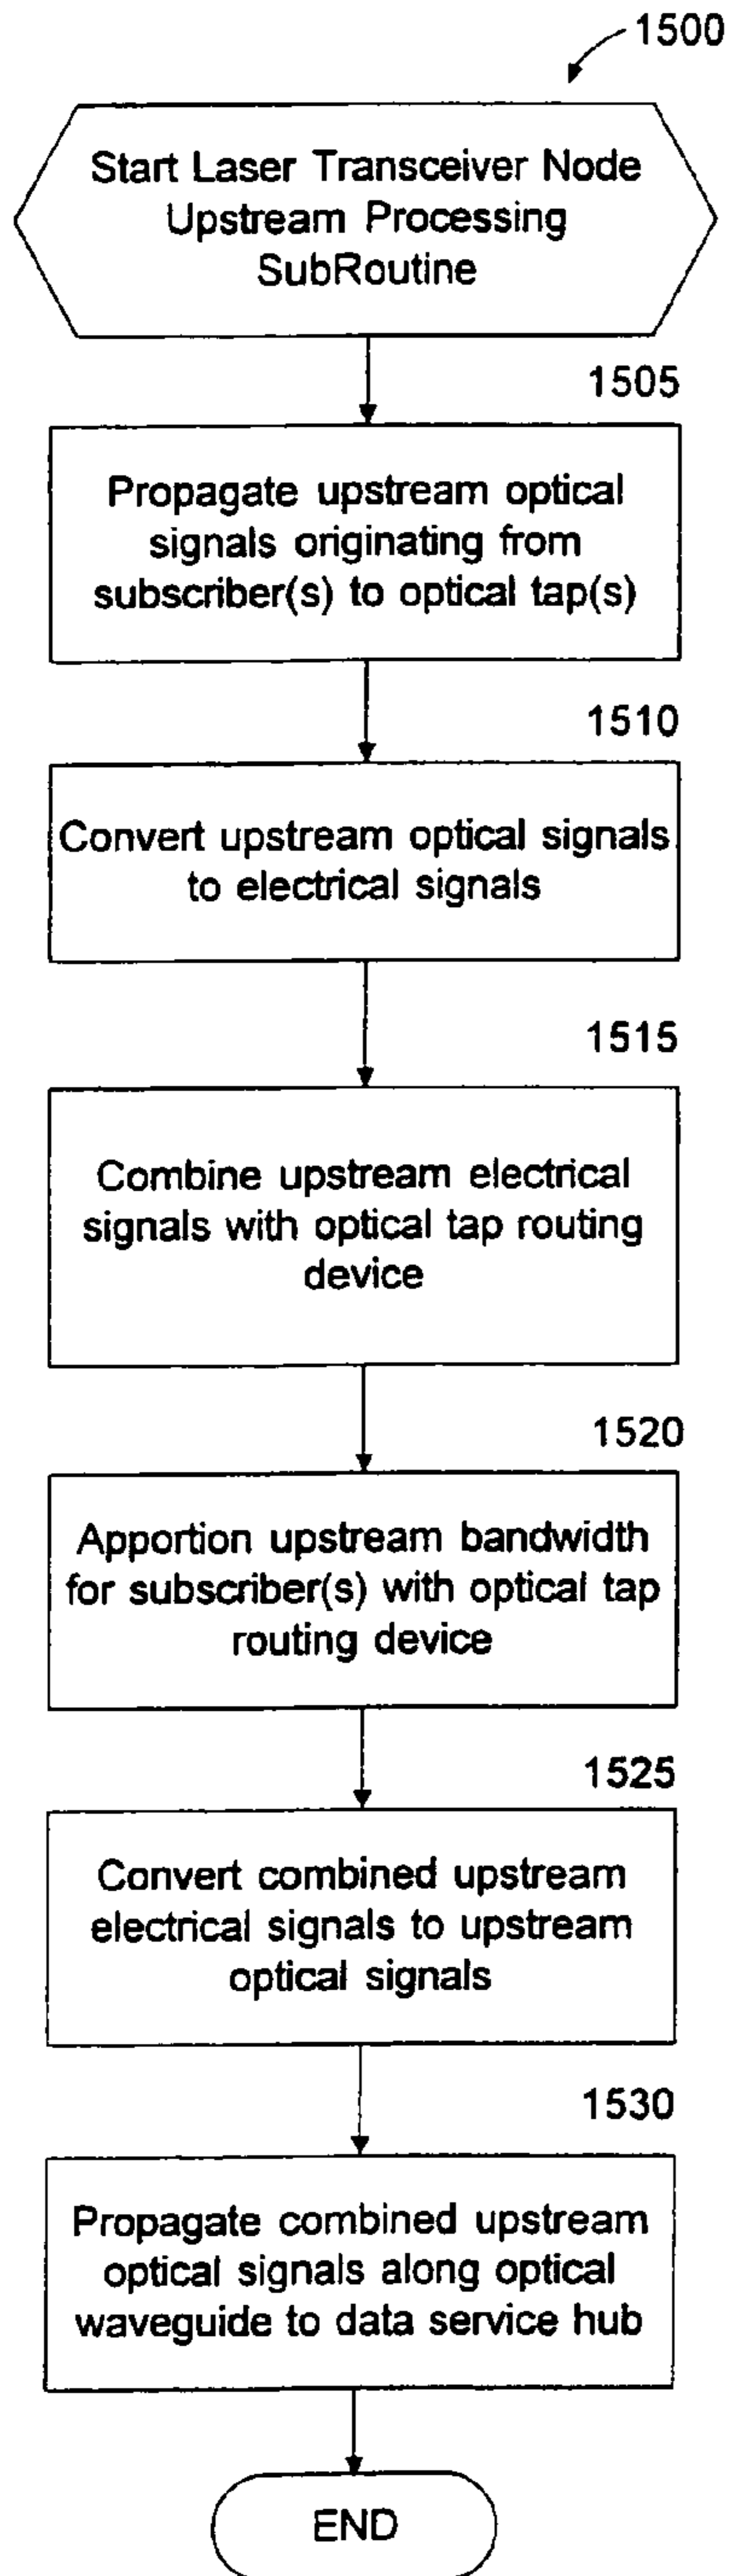 1500
Start Laser Transceiver Node
Upstream Processing
SubRoutine
1505
Propagate upstream optical
signals originating from
subscriber(s) to optical tap(s)
1510
Convert upstream optical signals
to electrical signals
1515
Combine upstream electrical
signals with optical tap routing
device
1520
Apportion upstream bandwidth
for subscriber(s) with optical tap
routing device
1525
Convert combined upstream
electrical signals to upstream
optical signals
1530
Propagate combined upstream
optical signals along optical
waveguide to data service hub
END